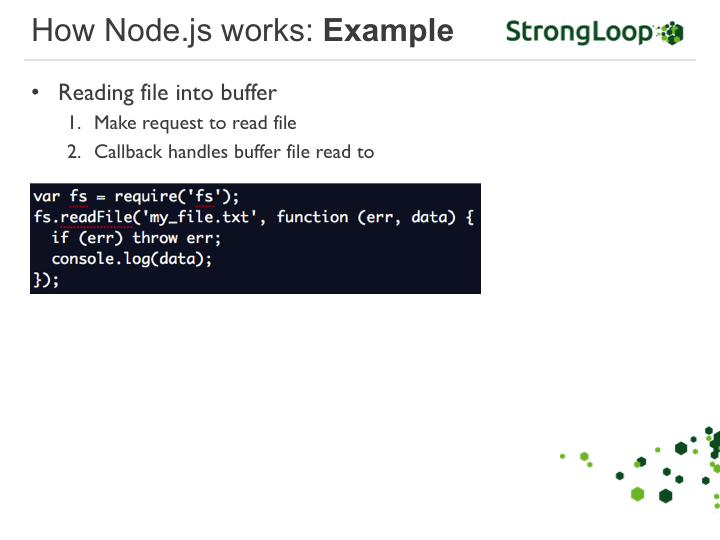 How Node.js works: Example
StrongLoop
• Reading file into buffer
1. Make request to read file
2. Callback handles buffer file read to
var fs = require('fs');
fs.readFile('my_file.txt', function (err, data) {
  if (err) throw err;
  console.log(data);
});